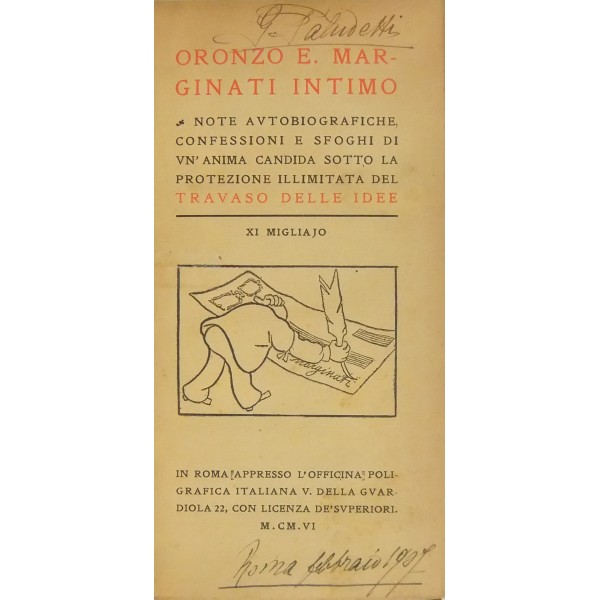 G. Paludetti
ORONZO E. MAR-
GINATI INTIMO
NOTE AVTOBIOGRAFICHE,
CONFESSIONI E SFOGHI DI
VN' ANIMA CANDIDA SOTTO LA
PROTEZIONE ILLIMITATA DEL
TRAVASO DELLE IDEE
XI MIGLIAJO
marginati
IN ROMA [APPRESSO L'OFFICINA] POLI-
GRAFICA ITALIANA V. DELLA GVAR-
DIOLA 22, CON LICENZA DE'SVPERIORI.
M.CM.VI
Roma febbraio 1907